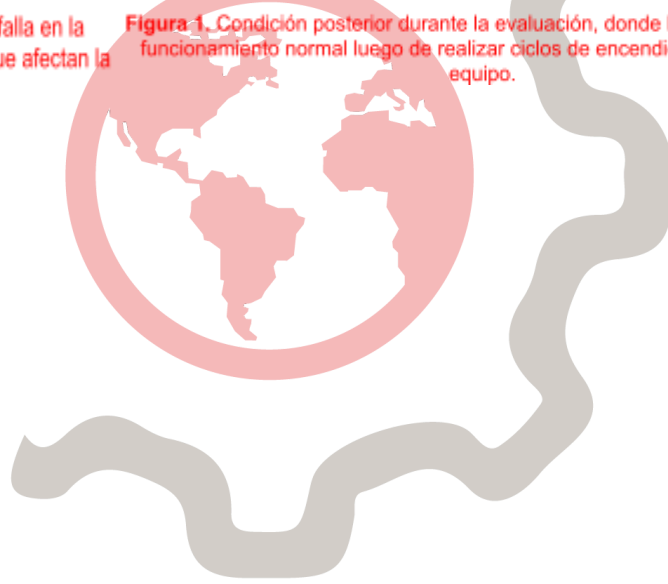 falla en la
que afectan la
Figura 1. Condición posterior durante la evaluación, donde
funcionamiento normal luego de realizar ciclos de encendi
equipo.